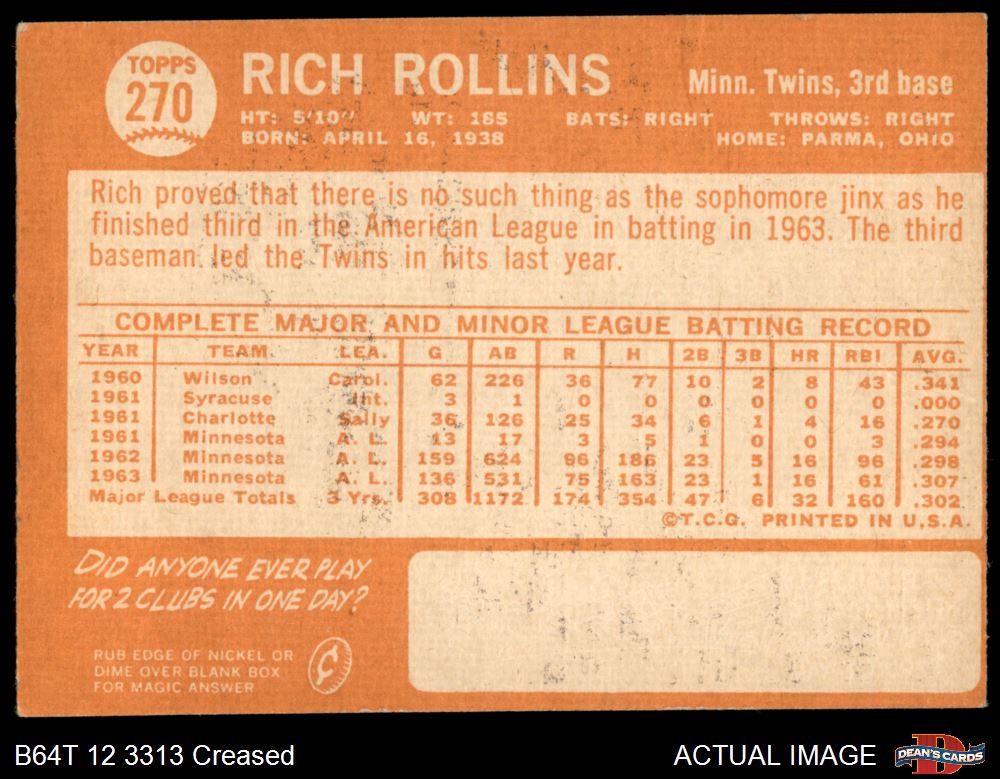 TOPPS
270
RICH ROLLINS
Minn. Twins, 3rd base
HT: 5'10" WT: 185 BATS: RIGHT THROWS: RIGHT
BORN: APRIL 16, 1938 HOME: PARMA, OHIO
Rich proved that there is no such thing as the sophomore jinx as he
finished third in the American League in batting in 1963. The third
baseman led the Twins in hits last year.
COMPLETE MAJOR AND MINOR LEAGUE BATTING RECORD
YEAR TEAM LEA. G AB R H 2B 3B HR RBI AVG.
1960 Wilson Carol. 62 226 36 77 10 2 8 43 .341
1961 Syracuse Int. 3 1 0 0 0 0 0 0 .000
1961 Charlotte Sally 36 126 25 34 6 1 4 16 .270
1961 Minnesota A. L. 13 17 3 5 1 0 0 3 .294
1962 Minnesota A. L. 159 624 96 186 23 5 16 96 .298
1963 Minnesota A. L. 136 531 75 163 23 1 16 61 .307
Major League Totals 3 Yrs. 308 1172 174 354 47 6 32 160 .302
©T.C.G. PRINTED IN U.S.A.
DID ANYONE EVER PLAY
FOR 2 CLUBS IN ONE DAY?
RUB EDGE OF NICKEL OR
DIME OVER BLANK BOX
FOR MAGIC ANSWER
B64T 12 3313 Creased
ACTUAL IMAGE
DEAN'S CARDS